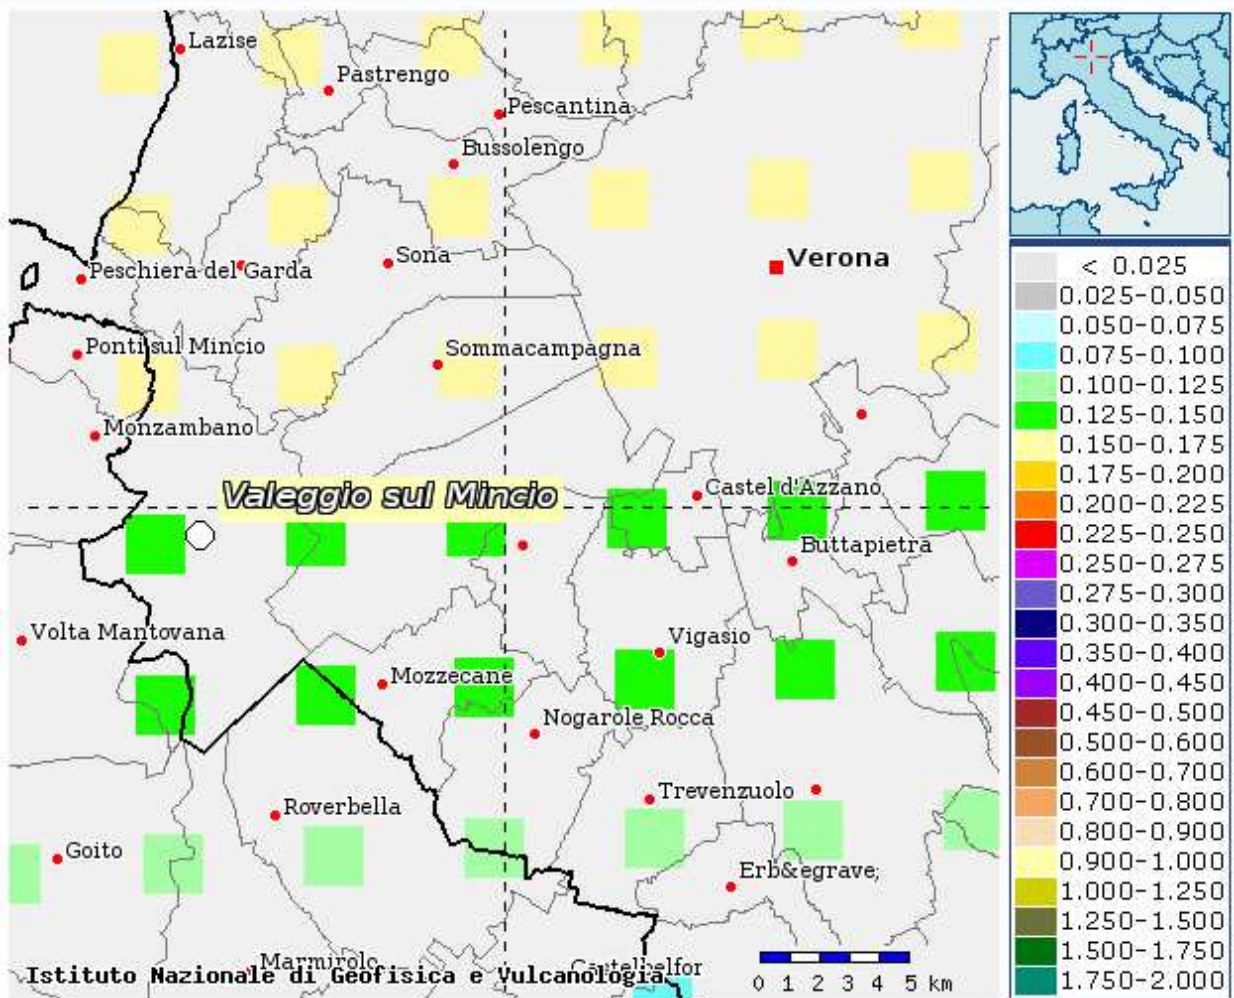 Lazise
Pastrengo
Pescantina
Bussolengo
Sona
Verona
Peschiera del Garda
Ponti sul Mincio
Sommacampagna
Monzambano
Valeggio sul Mincio
Castel d'Azzano
Buttapietra
Volta Mantovana
Vigasio
Mozzecane
Nogarole Rocca
Trevenzuolo
Roverbella
Goito
Erb&egrave;
Marmirolo
Castelbelfor
Istituto Nazionale di Geofisica e Vulcanologia
0 1 2 3 4 5 km
< 0.025
0.025-0.050
0.050-0.075
0.075-0.100
0.100-0.125
0.125-0.150
0.150-0.175
0.175-0.200
0.200-0.225
0.225-0.250
0.250-0.275
0.275-0.300
0.300-0.350
0.350-0.400
0.400-0.450
0.450-0.500
0.500-0.600
0.600-0.700
0.700-0.800
0.800-0.900
0.900-1.000
1.000-1.250
1.250-1.500
1.500-1.750
1.750-2.000